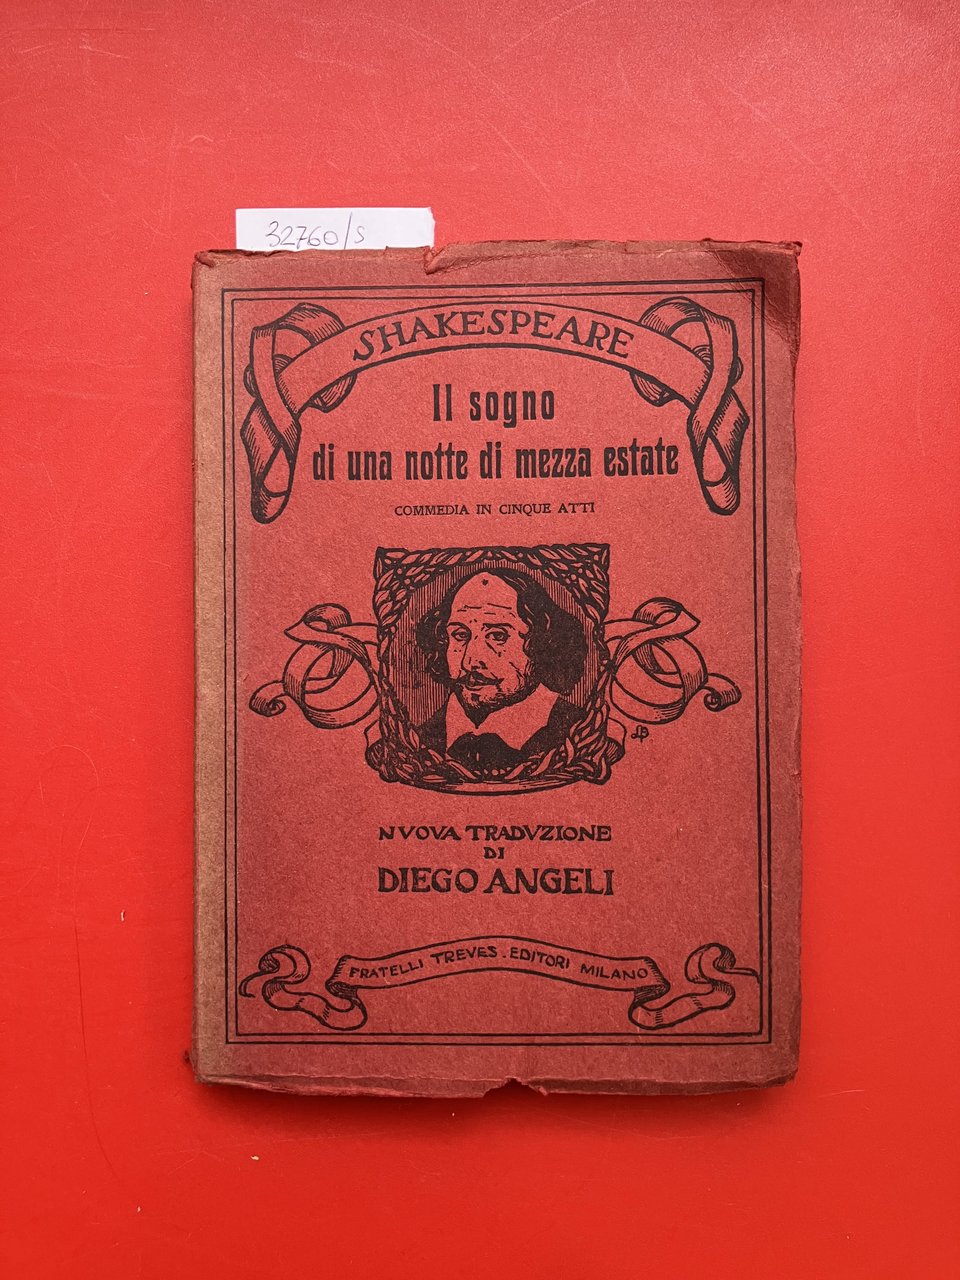 32760/s
SHAKESPEARE
Il sogno
di una notte di mezza estate
COMMEDIA IN CINQUE ATTI
NVOVA TRADVZIONE
DI
DIEGO ANGELI
FRATELLI TREVES.EDITORI MILANO